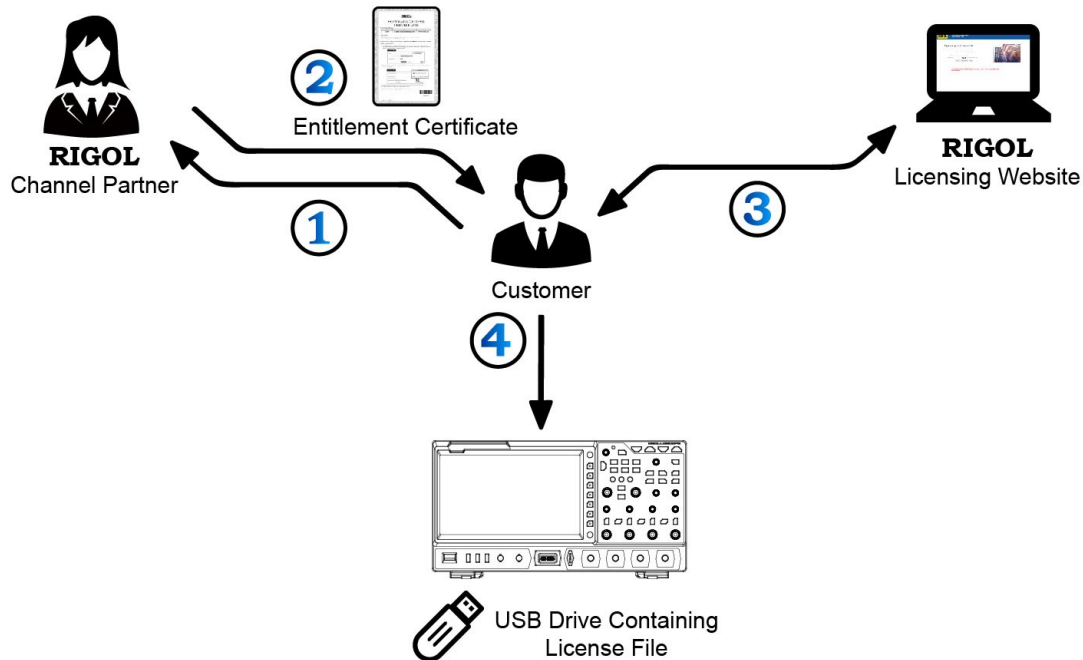 2
Entitlement Certificate
RIGOL
Channel Partner
1
RIGOL
Licensing Website
3
Customer
4
USB Drive Containing
License File